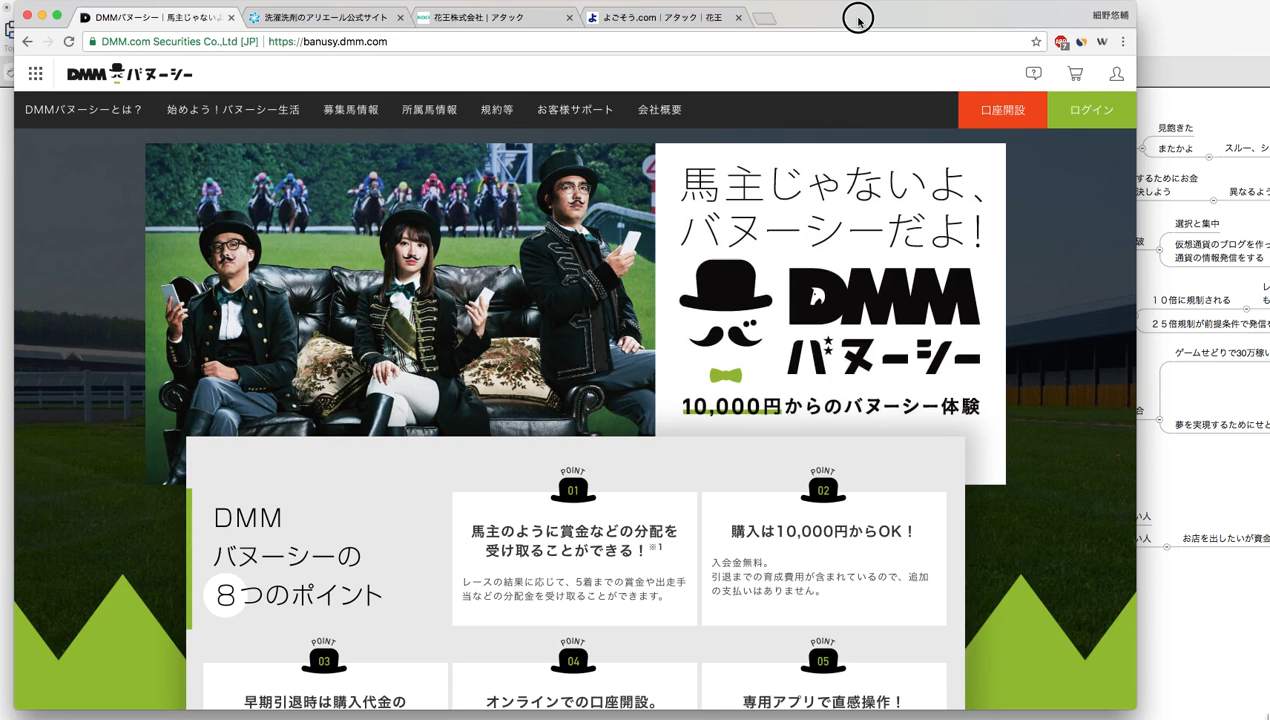 DMMバヌーシー｜馬主じゃない
洗濯洗剤のアリエール公式サイト
花王株式会社｜アタック
よごそう.com｜アタック｜花王
細野悠輔
DMM.com Securities Co.,Ltd [JP]
https://banusy.dmm.com
DMMバヌーシー
DMMバヌーシーとは？
始めよう！バヌーシー生活
募集馬情報
所属馬情報
規約等
お客様サポート
会社概要
口座開設
ログイン
馬主じゃないよ、
バヌーシーだよ！
DMM
バヌーシー
10,000円からのバヌーシー体験
DMM
バヌーシーの
8つのポイント
POINT
01
馬主のように賞金などの分配を
受け取ることができる！※1
レースの結果に応じて、5着までの賞金や出走手
当などの分配金を受け取ることができます。
POINT
02
購入は10,000円からOK！
入会金無料。
引退までの育成費用が含まれているので、追加
の支払いはありません。
POINT
03
早期引退時は購入代金の
POINT
04
オンラインでの口座開設。
POINT
05
専用アプリで直感操作！
見飽きた
またかよ
スルー、シ
するためにお金
決しよう
異なるよう
選択と集中
破
仮想通貨のブログを作っ
通貨の情報発信をする
レ
１０倍に規制される
も
２５倍規制が前提条件で発信
ゲームせどりで30万稼い
合
夢を実現するためにせど
い人
い人
お店を出したいが資金